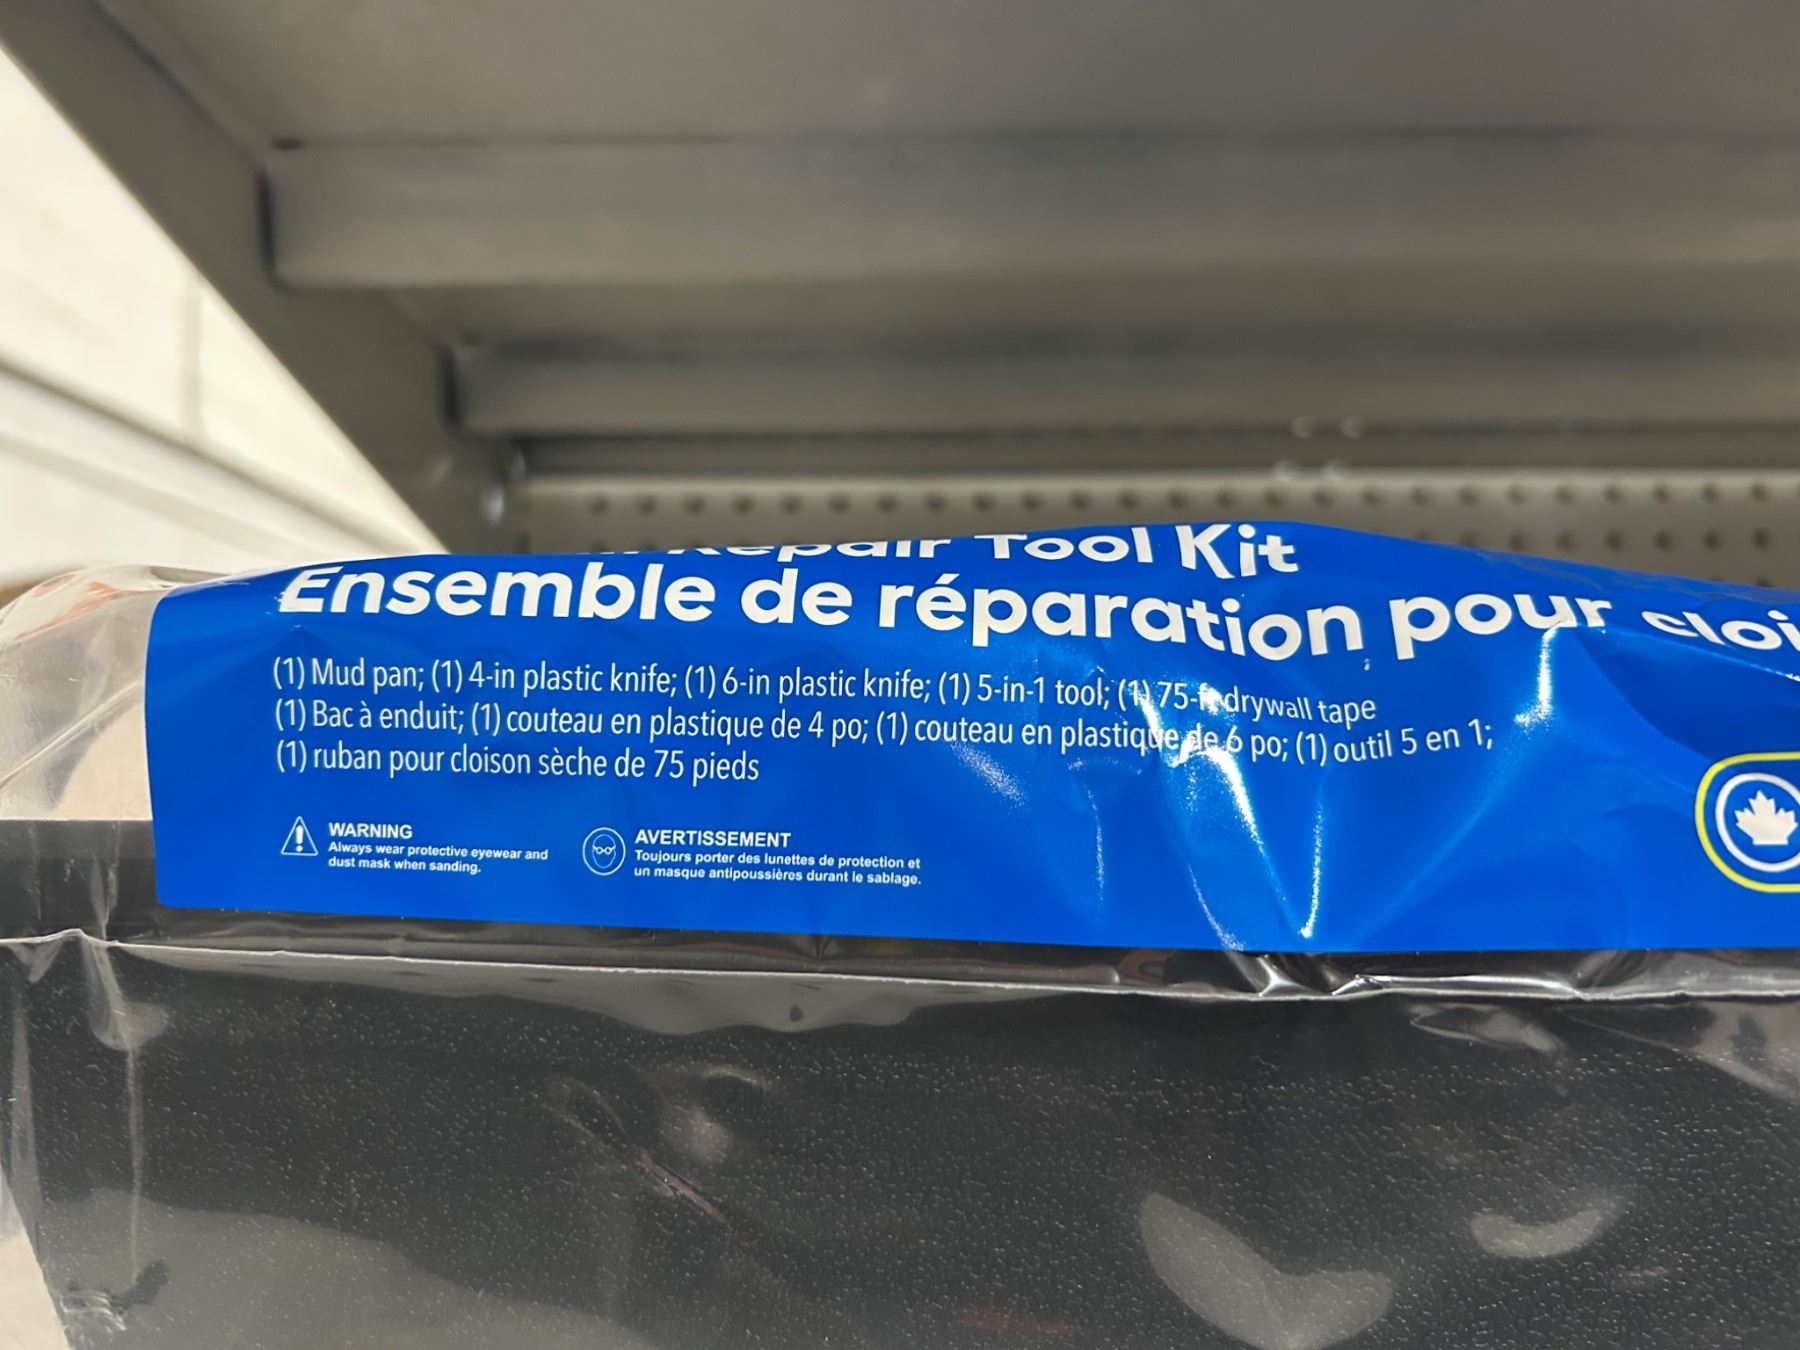 Repair Tool Kit
Ensemble de réparation pour
(1) Mud pan; (1) 4-in plastic knife; (1) 6-in plastic knife; (1) 5-in-1 tool; (1) drywall tape
(1) Bac à enduit; (1) couteau en plastique de 4 po; (1) couteau en plastique de 6 po; (1) outil 5 en 1;
(1) ruban pour cloison sèche de 75 pieds
WARNING
Always wear protective eyewear and
dust mask when sanding.
AVERTISSEMENT
Toujours porter des lunettes de protection et
un masque antipoussières durant le sablage.